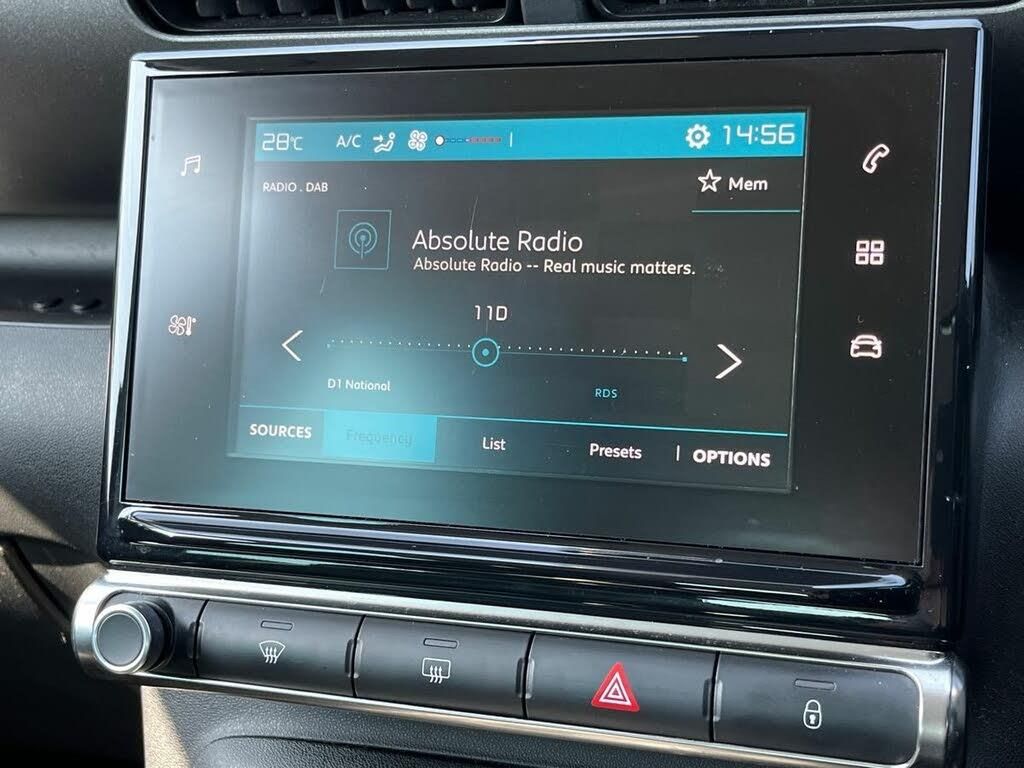 28°C A/C 14:56
RADIO . DAB
Mem
Absolute Radio
Absolute Radio -- Real music matters.
11D
D1 National
RDS
SOURCES Frequency List Presets OPTIONS